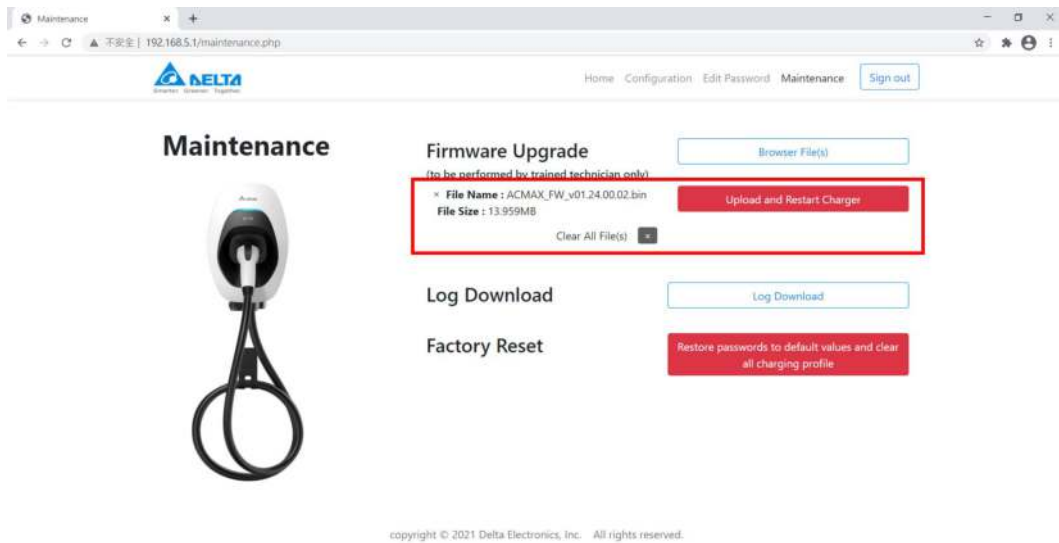 Maintenance
不安全 | 192.168.5.1/maintenance.php
DELTA
Smarter. Greener. Together.
Home Configuration Edit Password Maintenance Sign out
Maintenance
Firmware Upgrade
Browser File(s)
(to be performed by trained technician only)
× File Name : ACMAX_FW_v01.24.00.02.bin
Upload and Restart Charger
File Size : 13.959MB
Clear All File(s) ×
Log Download
Log Download
Factory Reset
Restore passwords to default values and clear
all charging profile
copyright © 2021 Delta Electronics, Inc. All rights reserved.